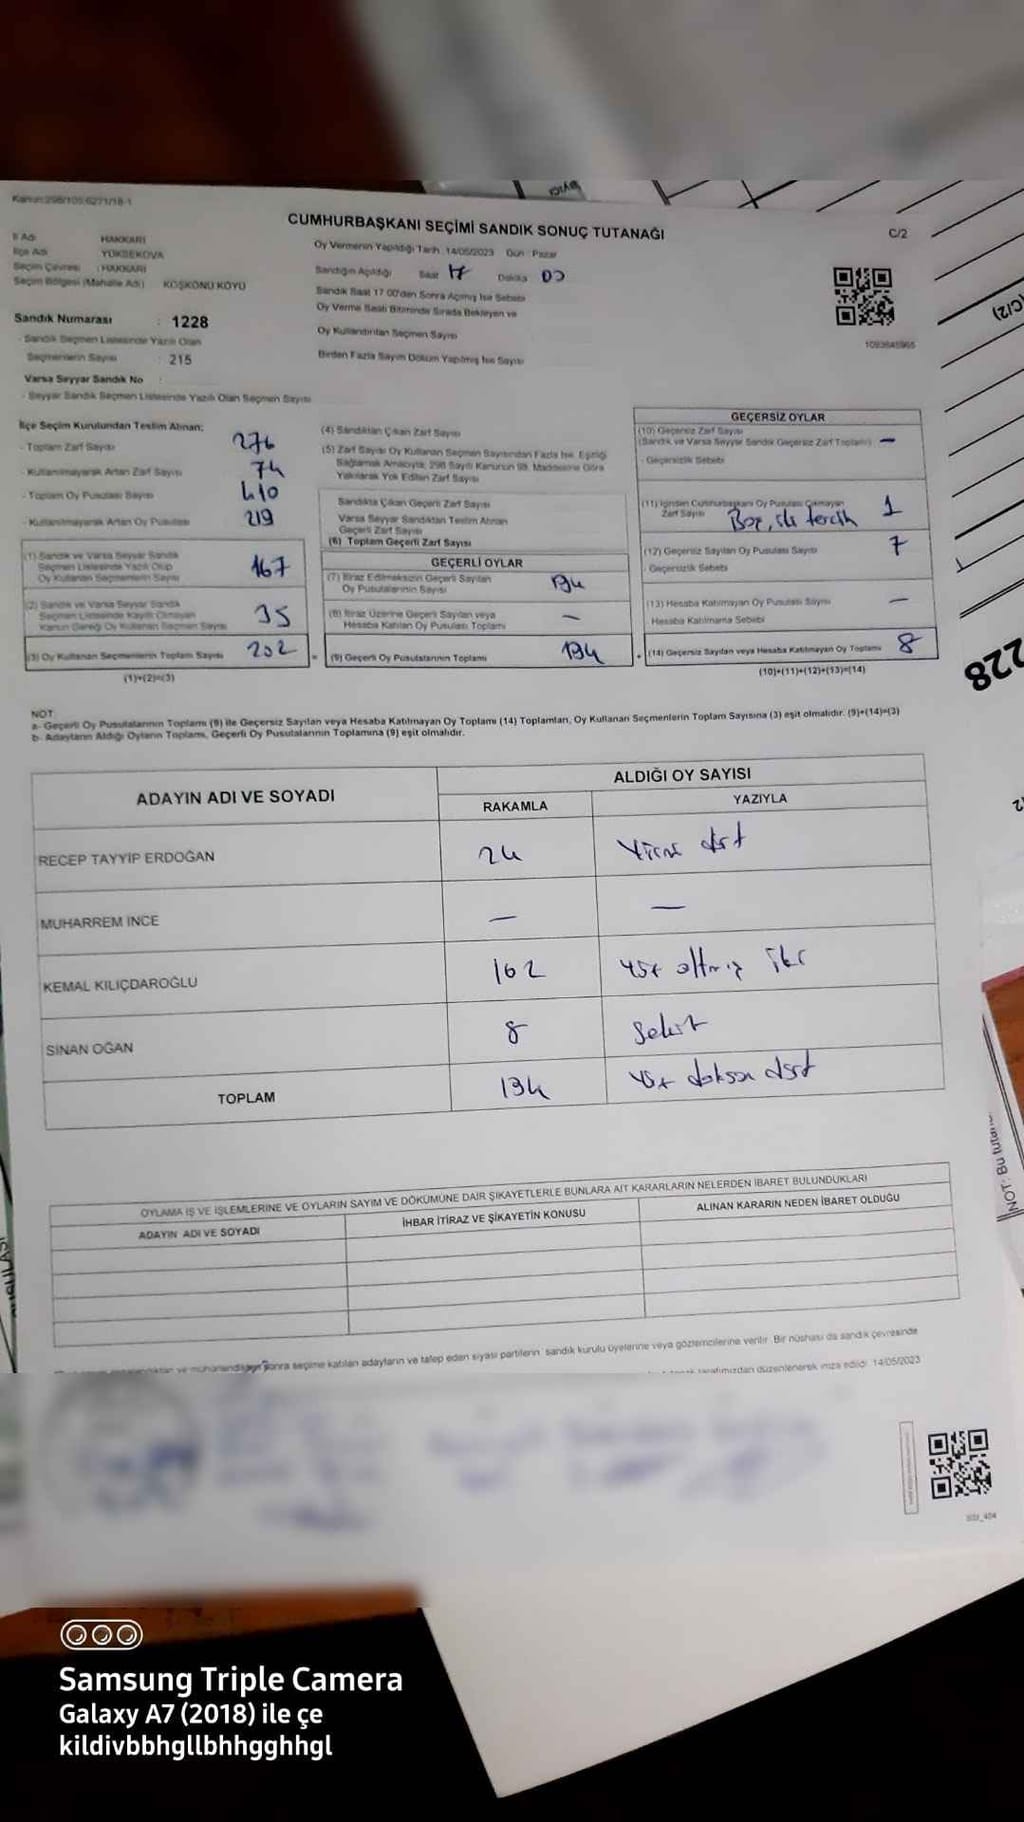 Kanun:298/105;6271/18-1
CUMHURBAŞKANI SEÇİMİ SANDIK SONUÇ TUTANAĞI
C/2
İl Adı : HAKKARİ
İlçe Adı : YÜKSEKOVA
Seçim Çevresi : HAKKARİ
Seçim Bölgesi (Mahalle Adı) KÖŞKÖNÜ KÖYÜ
Oy Vermenin Yapıldığı Tarih 14/05/2023 Gün : Pazar
Sandığın Açıldığı Saat 17 Dakika 00
Sandık Saat 17.00'den Sonra Açılmış İse Sebebi
Oy Verme Saati Bitiminde Sırada Bekleyen ve
Oy Kullandırılan Seçmen Sayısı
Birden Fazla Sayım Döküm Yapılmış İse Sayısı
1093645965
Sandık Numarası : 1228
- Sandık Seçmen Listesinde Yazılı Olan
Seçmenlerin Sayısı : 215
Varsa Seyyar Sandık No :
- Seyyar Sandık Seçmen Listesinde Yazılı Olan Seçmen Sayısı
İlçe Seçim Kurulundan Teslim Alınan;
- Toplam Zarf Sayısı 276
- Kullanılmayarak Artan Zarf Sayısı 74
- Toplam Oy Pusulası Sayısı 410
- Kullanılmayarak Artan Oy Pusulası 219
(1) Sandık ve Varsa Seyyar Sandık
Seçmen Listesinde Yazılı Olup
Oy Kullanan Seçmenlerin Sayısı 167
(2) Sandık ve Varsa Seyyar Sandık
Seçmen Listesinde Kayıtlı Olmayan
Kanun Gereği Oy Kullanan Seçmen Sayısı 35
(3) Oy Kullanan Seçmenlerin Toplam Sayısı 202
(1)+(2)=(3)
(4) Sandıktan Çıkan Zarf Sayısı
(5) Zarf Sayısı Oy Kullanan Seçmen Sayısından Fazla İse, Eşitliği
Sağlamak Amacıyla, 298 Sayılı Kanunun 98. Maddesine Göre
Yakılarak Yok Edilen Zarf Sayısı
Sandıkta Çıkan Geçerli Zarf Sayısı
Varsa Seyyar Sandıktan Teslim Alınan
Geçerli Zarf Sayısı
(6) Toplam Geçerli Zarf Sayısı
GEÇERLİ OYLAR
(7) İtiraz Edilmeksizin Geçerli Sayılan
Oy Pusulalarının Sayısı 194
(8) İtiraz Üzerine Geçerli Sayılan veya
Hesaba Katılan Oy Pusulası Toplamı —
= (9) Geçerli Oy Pusulalarının Toplamı 194
GEÇERSİZ OYLAR
(10) Geçersiz Zarf Sayısı
(Sandık ve Varsa Seyyar Sandık Geçersiz Zarf Toplamı) —
- Geçersizlik Sebebi
(11) İçinden Cumhurbaşkanı Oy Pusulası Çıkmayan
Zarf Sayısı 1
(12) Geçersiz Sayılan Oy Pusulası Sayısı 7
- Geçersizlik Sebebi
(13) Hesaba Katılmayan Oy Pusulası Sayısı —
Hesaba Katılmama Sebebi
+ (14) Geçersiz Sayılan veya Hesaba Katılmayan Oy Toplamı 8
(10)+(11)+(12)+(13)=(14)
NOT:
a- Geçerli Oy Pusulalarının Toplamı (9) ile Geçersiz Sayılan veya Hesaba Katılmayan Oy Toplamı (14) Toplamları, Oy Kullanan Seçmenlerin Toplam Sayısına (3) eşit olmalıdır. (9)+(14)=(3)
b- Adayların Aldığı Oyların Toplamı, Geçerli Oy Pusulalarının Toplamına (9) eşit olmalıdır.
ADAYIN ADI VE SOYADI
ALDIĞI OY SAYISI
RAKAMLA YAZIYLA
RECEP TAYYİP ERDOĞAN 24 Yirmi dört
MUHARREM İNCE — —
KEMAL KILIÇDAROĞLU 162 Yüz altmış iki
SİNAN OĞAN 8 Sekiz
TOPLAM 194 Yüz doksan dört
OYLAMA İŞ VE İŞLEMLERİNE VE OYLARIN SAYIM VE DÖKÜMÜNE DAİR ŞİKAYETLERLE BUNLARA AİT KARARLARIN NELERDEN İBARET BULUNDUKLARI
ADAYIN ADI VE SOYADI İHBAR İTİRAZ VE ŞİKAYETİN KONUSU ALINAN KARARIN NEDEN İBARET OLDUĞU
sonra seçime katılan adayların ve talep eden siyasi partilerin sandık kurulu üyelerine veya gözlemcilerine verilir. Bir nüshası da sandık çevresinde
tarafımızdan düzenlenerek imza edildi. 14/05/2023
228
(C/2)
NOT: Bu
Samsung Triple Camera
Galaxy A7 (2018) ile çe
kildivbbhgllbhhgghhgl